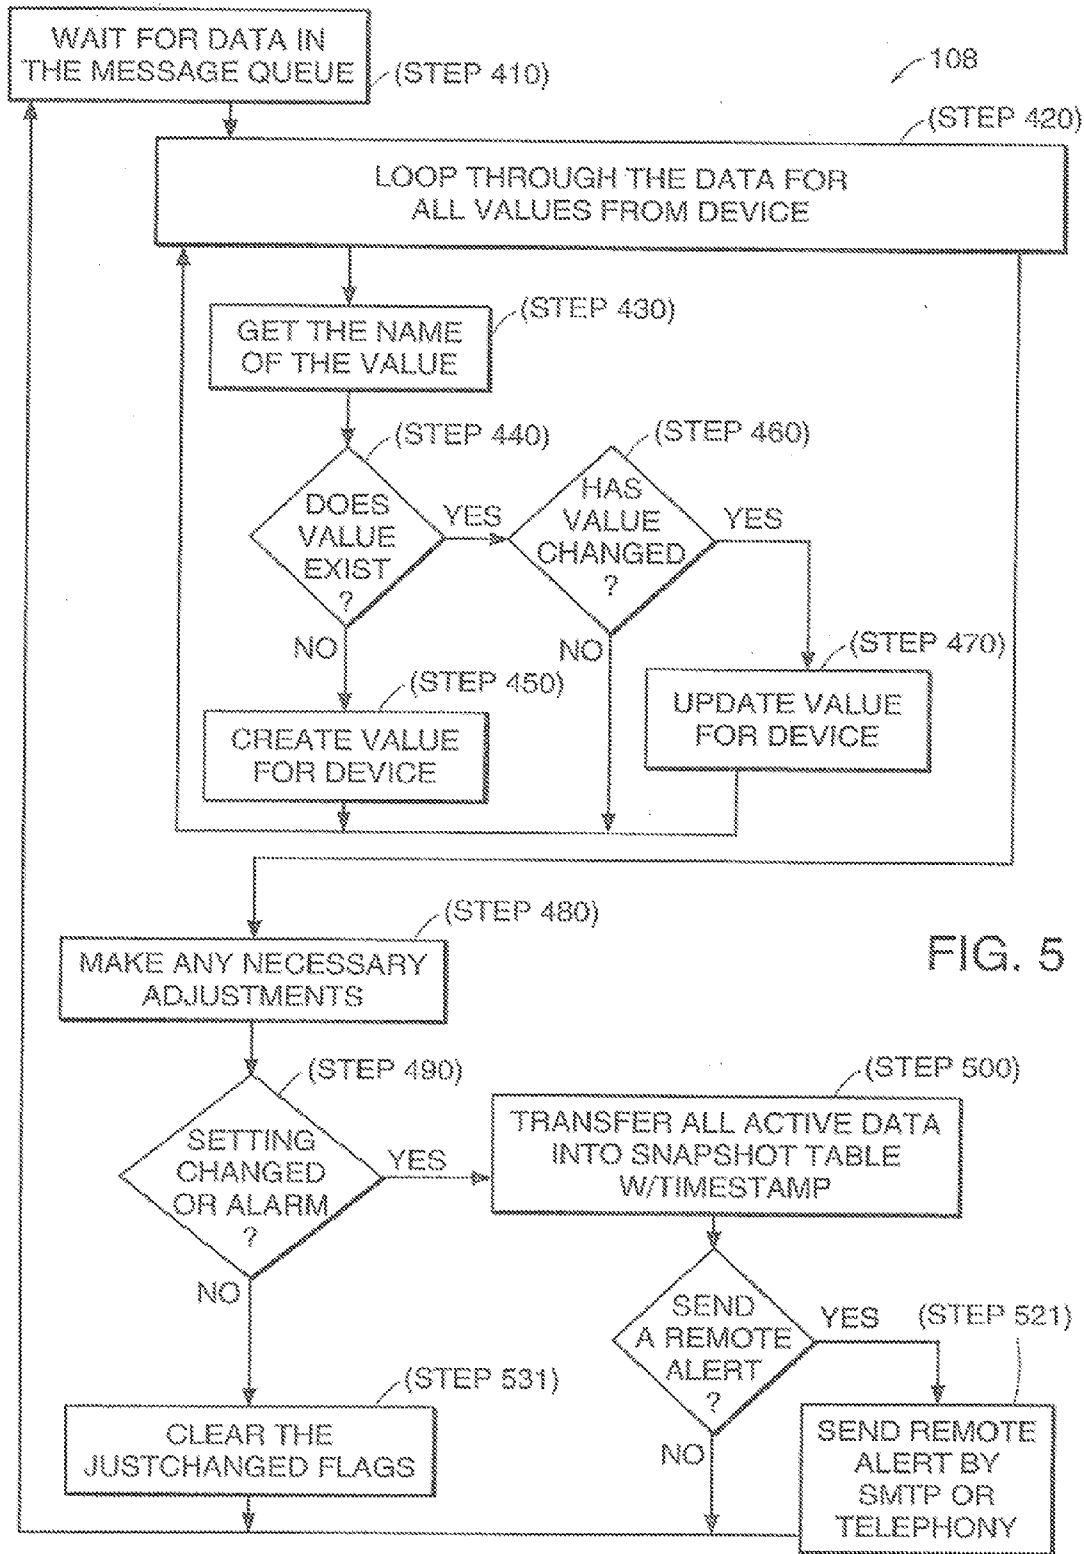 WAIT FOR DATA IN
THE MESSAGE QUEUE
(STEP 410)
108
(STEP 420)
LOOP THROUGH THE DATA FOR
ALL VALUES FROM DEVICE
(STEP 430)
GET THE NAME
OF THE VALUE
(STEP 440)
(STEP 460)
DOES
VALUE
EXIST
?
YES
HAS
VALUE
CHANGED
?
YES
NO
NO
(STEP 450)
(STEP 470)
CREATE VALUE
FOR DEVICE
UPDATE VALUE
FOR DEVICE
(STEP 480)
MAKE ANY NECESSARY
ADJUSTMENTS
FIG. 5
(STEP 490)
(STEP 500)
SETTING
CHANGED
OR ALARM
?
YES
TRANSFER ALL ACTIVE DATA
INTO SNAPSHOT TABLE
W/TIMESTAMP
NO
SEND
A REMOTE
ALERT
?
YES
(STEP 521)
(STEP 531)
CLEAR THE
JUSTCHANGED FLAGS
NO
SEND REMOTE
ALERT BY
SMTP OR
TELEPHONY